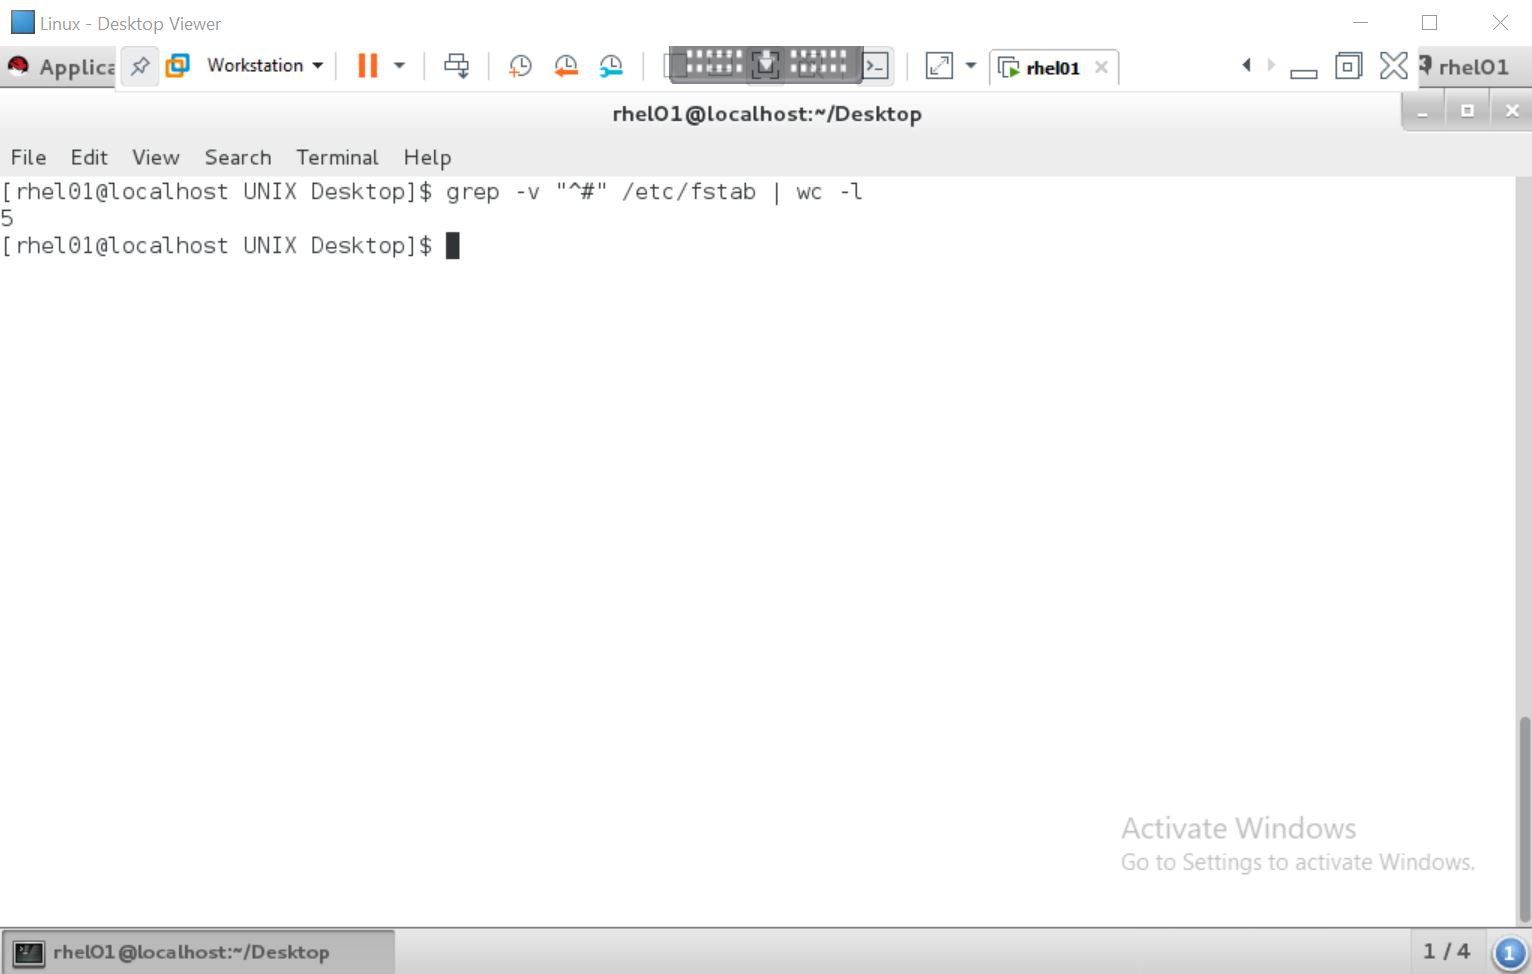 Linux - Desktop Viewer
Applica
Workstation
rhel01
rhel01
rhel01@localhost:~/Desktop
File Edit View Search Terminal Help
[rhel01@localhost UNIX Desktop]$ grep -v "^#" /etc/fstab | wc -l
5
[rhel01@localhost UNIX Desktop]$
Activate Windows
Go to Settings to activate Windows.
rhel01@localhost:~/Desktop
1 / 4
1